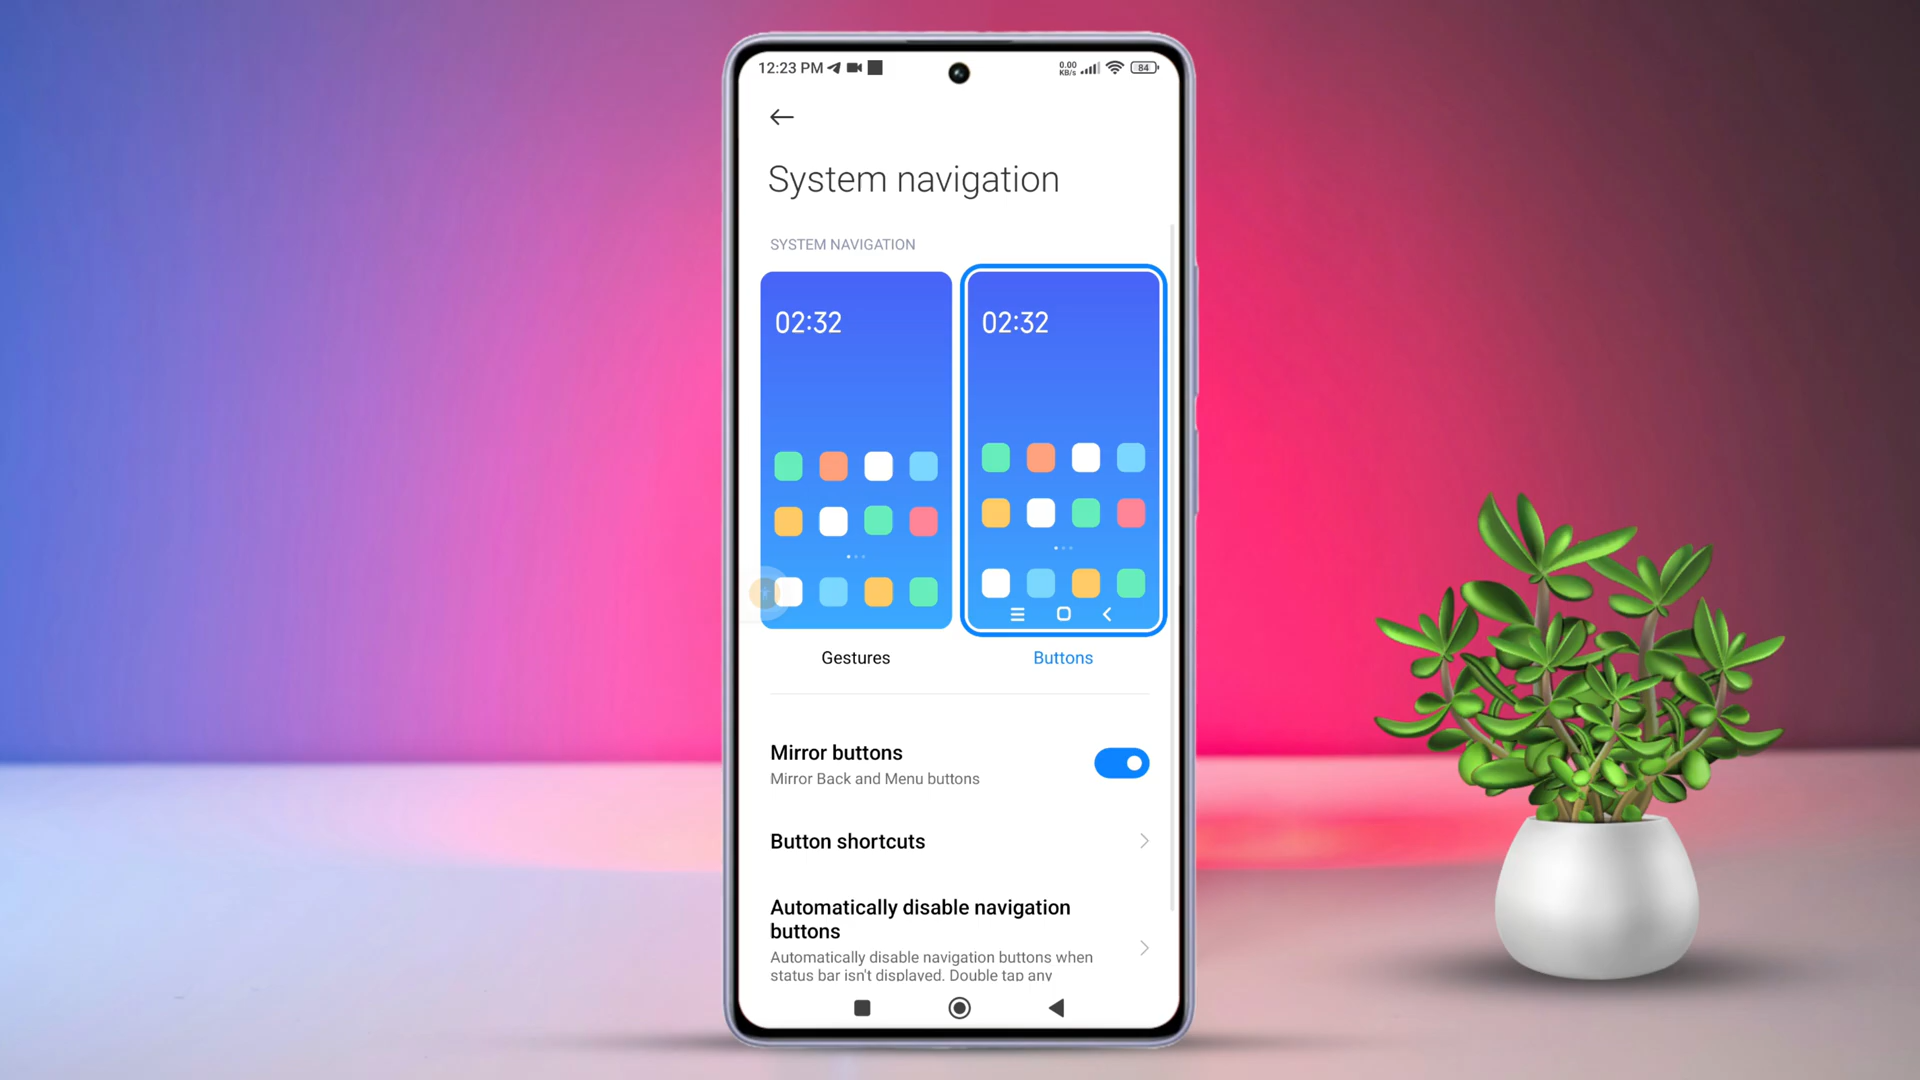 12:23 PM
0.00
KB/s
84
System navigation
SYSTEM NAVIGATION
02:32
02:32
Gestures
Buttons
Mirror buttons
Mirror Back and Menu buttons
Button shortcuts
Automatically disable navigation
buttons
Automatically disable navigation buttons when
status bar isn't displayed. Double tap any